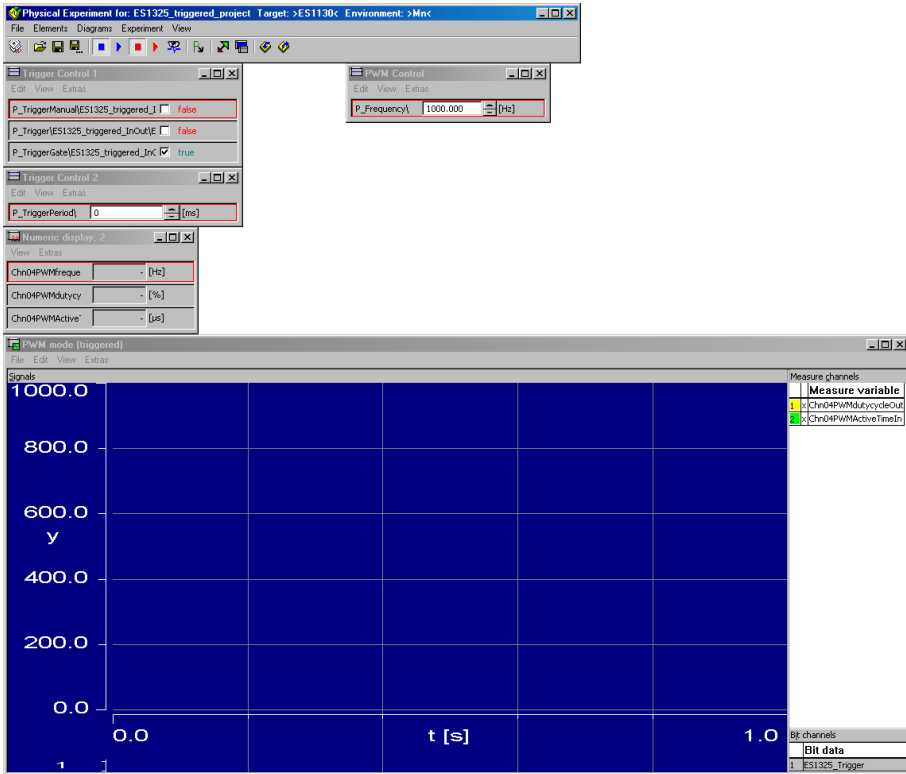 Physical Experiment for: ES1325_triggered_project Target: >ES1130< Environment: >Mn<
File Elements Diagrams Experiment View
Trigger Control 1
Edit View Extras
P_TriggerManual\ES1325_triggered_I false
P_Trigger\ES1325_triggered_InOut\E false
P_TriggerGate\ES1325_triggered_In( true
Trigger Control 2
Edit View Extras
P_TriggerPeriod\ 0 [ms]
PWM Control
Edit View Extras
P_Frequency\ 1000.000 [Hz]
Numeric display; 2
View Extras
Chn04PWMfreque - [Hz]
Chn04PWMdutycy - [%]
Chn04PWMActive - [µs]
PWM mode (triggered)
File Edit View Extras
Signals
1000.0
800.0
600.0
y
400.0
200.0
0.0
0.0 t [s] 1.0
1
Measure channels
Measure variable
1 x Chn04PWMdutycycleOut
2 x Chn04PWMActiveTimeIn
Bit channels
Bit data
1 ES1325_Trigger